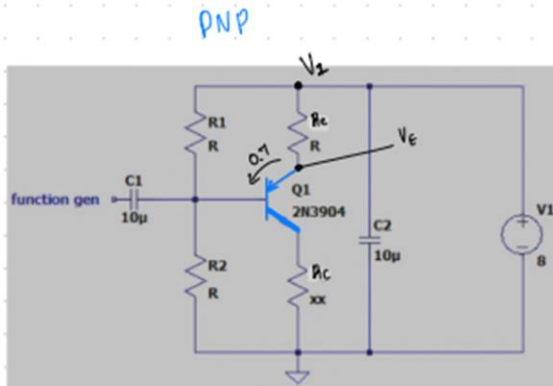 PNP
V1
R1
R
Re
R
VE
0.7
function gen
C1
10µ
Q1
2N3904
C2
10µ
V1
8
R2
R
Rc
xx